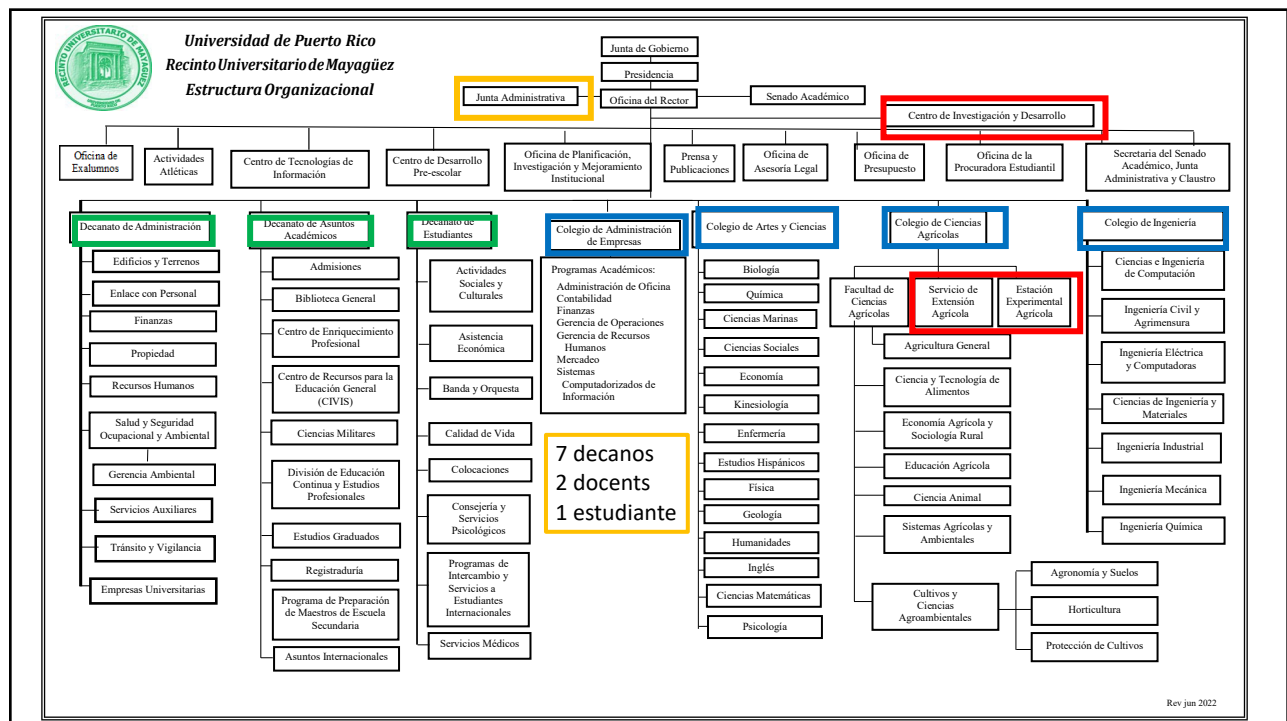 Universidad de Puerto Rico
Recinto Universitario de Mayagüez
Estructura Organizacional
RECINTO UNIVERSITARIO DE MAYAGÜEZ
Junta de Gobierno
Presidencia
Junta Administrativa
Oficina del Rector
Senado Académico
Centro de Investigación y Desarrollo
Oficina de
Exalumnos
Actividades
Atléticas
Centro de Tecnologías de
Información
Centro de Desarrollo
Pre-escolar
Oficina de Planificación,
Investigación y Mejoramiento
Institucional
Prensa y
Publicaciones
Oficina de
Asesoría Legal
Oficina de
Presupuesto
Oficina de la
Procuradora Estudiantil
Secretaria del Senado
Académico, Junta
Administrativa y Claustro
Decanato de Administración
Edificios y Terrenos
Enlace con Personal
Finanzas
Propiedad
Recursos Humanos
Salud y Seguridad
Ocupacional y Ambiental
Gerencia Ambiental
Servicios Auxiliares
Tránsito y Vigilancia
Empresas Universitarias
Decanato de Asuntos
Académicos
Admisiones
Biblioteca General
Centro de Enriquecimiento
Profesional
Centro de Recursos para la
Educación General
(CIVIS)
Ciencias Militares
División de Educación
Continua y Estudios
Profesionales
Estudios Graduados
Registraduría
Programa de Preparación
de Maestros de Escuela
Secundaria
Asuntos Internacionales
Decanato de
Estudiantes
Actividades
Sociales y
Culturales
Asistencia
Económica
Banda y Orquesta
Calidad de Vida
Colocaciones
Consejería y
Servicios
Psicológicos
Programas de
Intercambio y
Servicios a
Estudiantes
Internacionales
Servicios Médicos
Colegio de Administración
de Empresas
Programas Académicos:
Administración de Oficina
Contabilidad
Finanzas
Gerencia de Operaciones
Gerencia de Recursos
Humanos
Mercadeo
Sistemas
Computadorizados de
Información
7 decanos
2 docents
1 estudiante
Colegio de Artes y Ciencias
Biología
Química
Ciencias Marinas
Ciencias Sociales
Economía
Kinesiología
Enfermería
Estudios Hispánicos
Física
Geología
Humanidades
Inglés
Ciencias Matemáticas
Psicología
Colegio de Ciencias
Agrícolas
Facultad de
Ciencias
Agrícolas
Servicio de
Extensión
Agrícola
Estación
Experimental
Agrícola
Agricultura General
Ciencia y Tecnología de
Alimentos
Economía Agrícola y
Sociología Rural
Educación Agrícola
Ciencia Animal
Sistemas Agrícolas y
Ambientales
Cultivos y
Ciencias
Agroambientales
Agronomía y Suelos
Horticultura
Protección de Cultivos
Colegio de Ingeniería
Ciencias e Ingeniería
de Computación
Ingeniería Civil y
Agrimensura
Ingeniería Eléctrica
y Computadoras
Ciencias de Ingeniería y
Materiales
Ingeniería Industrial
Ingeniería Mecánica
Ingeniería Química
Rev jun 2022